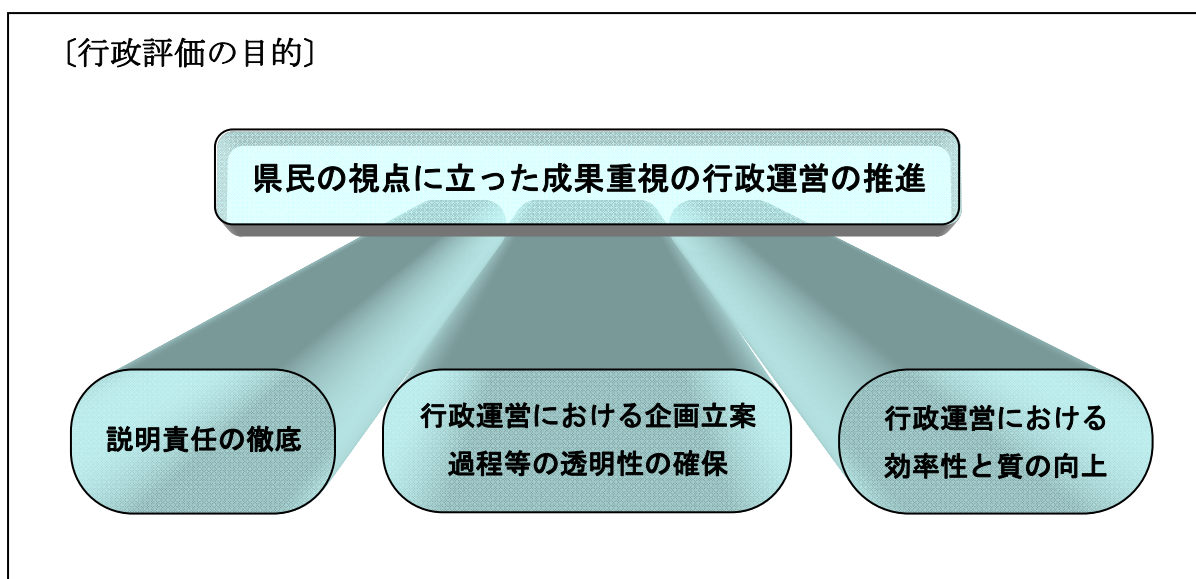 〔行政評価の目的〕
県民の視点に立った成果重視の行政運営の推進
説明責任の徹底
行政運営における企画立案
過程等の透明性の確保
行政運営における
効率性と質の向上